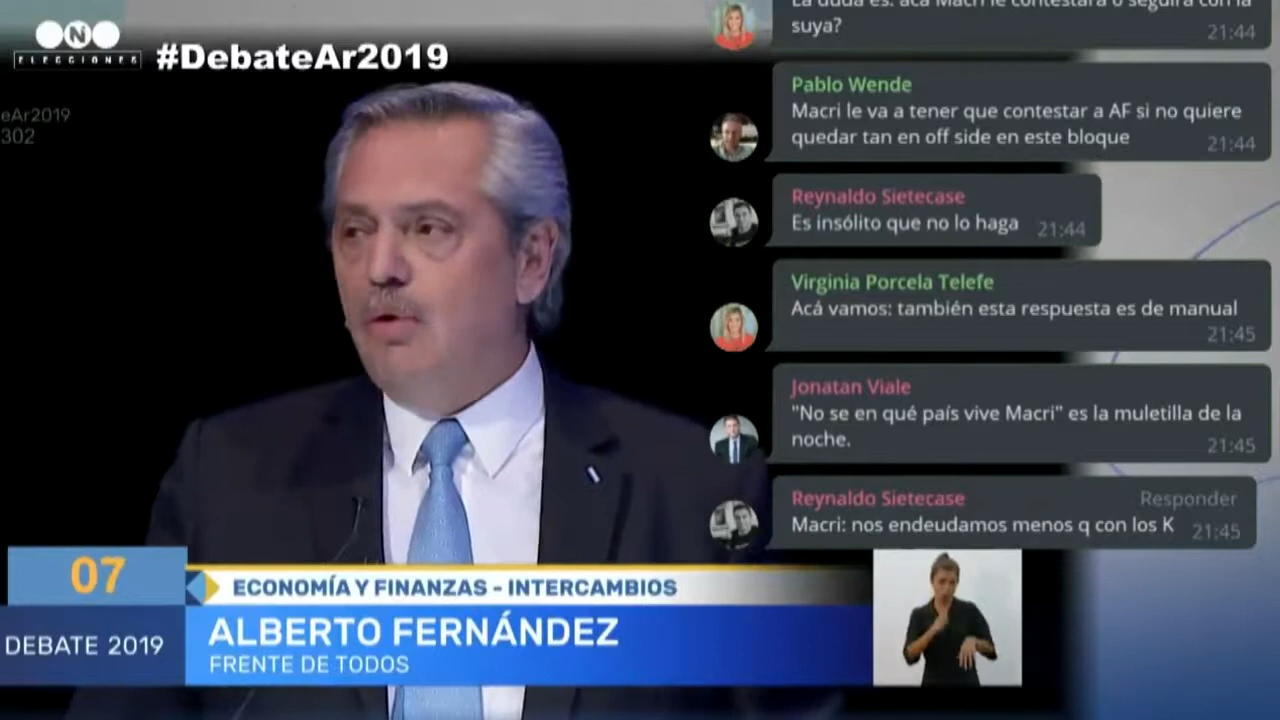 N
ELECCIONES
#DebateAr2019
eAr2019
302
La duda es: acá Macri le contestará o seguirá con la
suya?
21:44
Pablo Wende
Macri le va a tener que contestar a AF si no quiere
quedar tan en off side en este bloque
21:44
Reynaldo Sietecase
Es insólito que no lo haga
21:44
Virginia Porcela Telefe
Acá vamos: también esta respuesta es de manual
21:45
Jonatan Viale
"No se en qué país vive Macri" es la muletilla de la
noche.
21:45
Reynaldo Sietecase
Responder
Macri: nos endeudamos menos q con los K
21:45
07
ECONOMÍA Y FINANZAS - INTERCAMBIOS
DEBATE 2019
ALBERTO FERNÁNDEZ
FRENTE DE TODOS